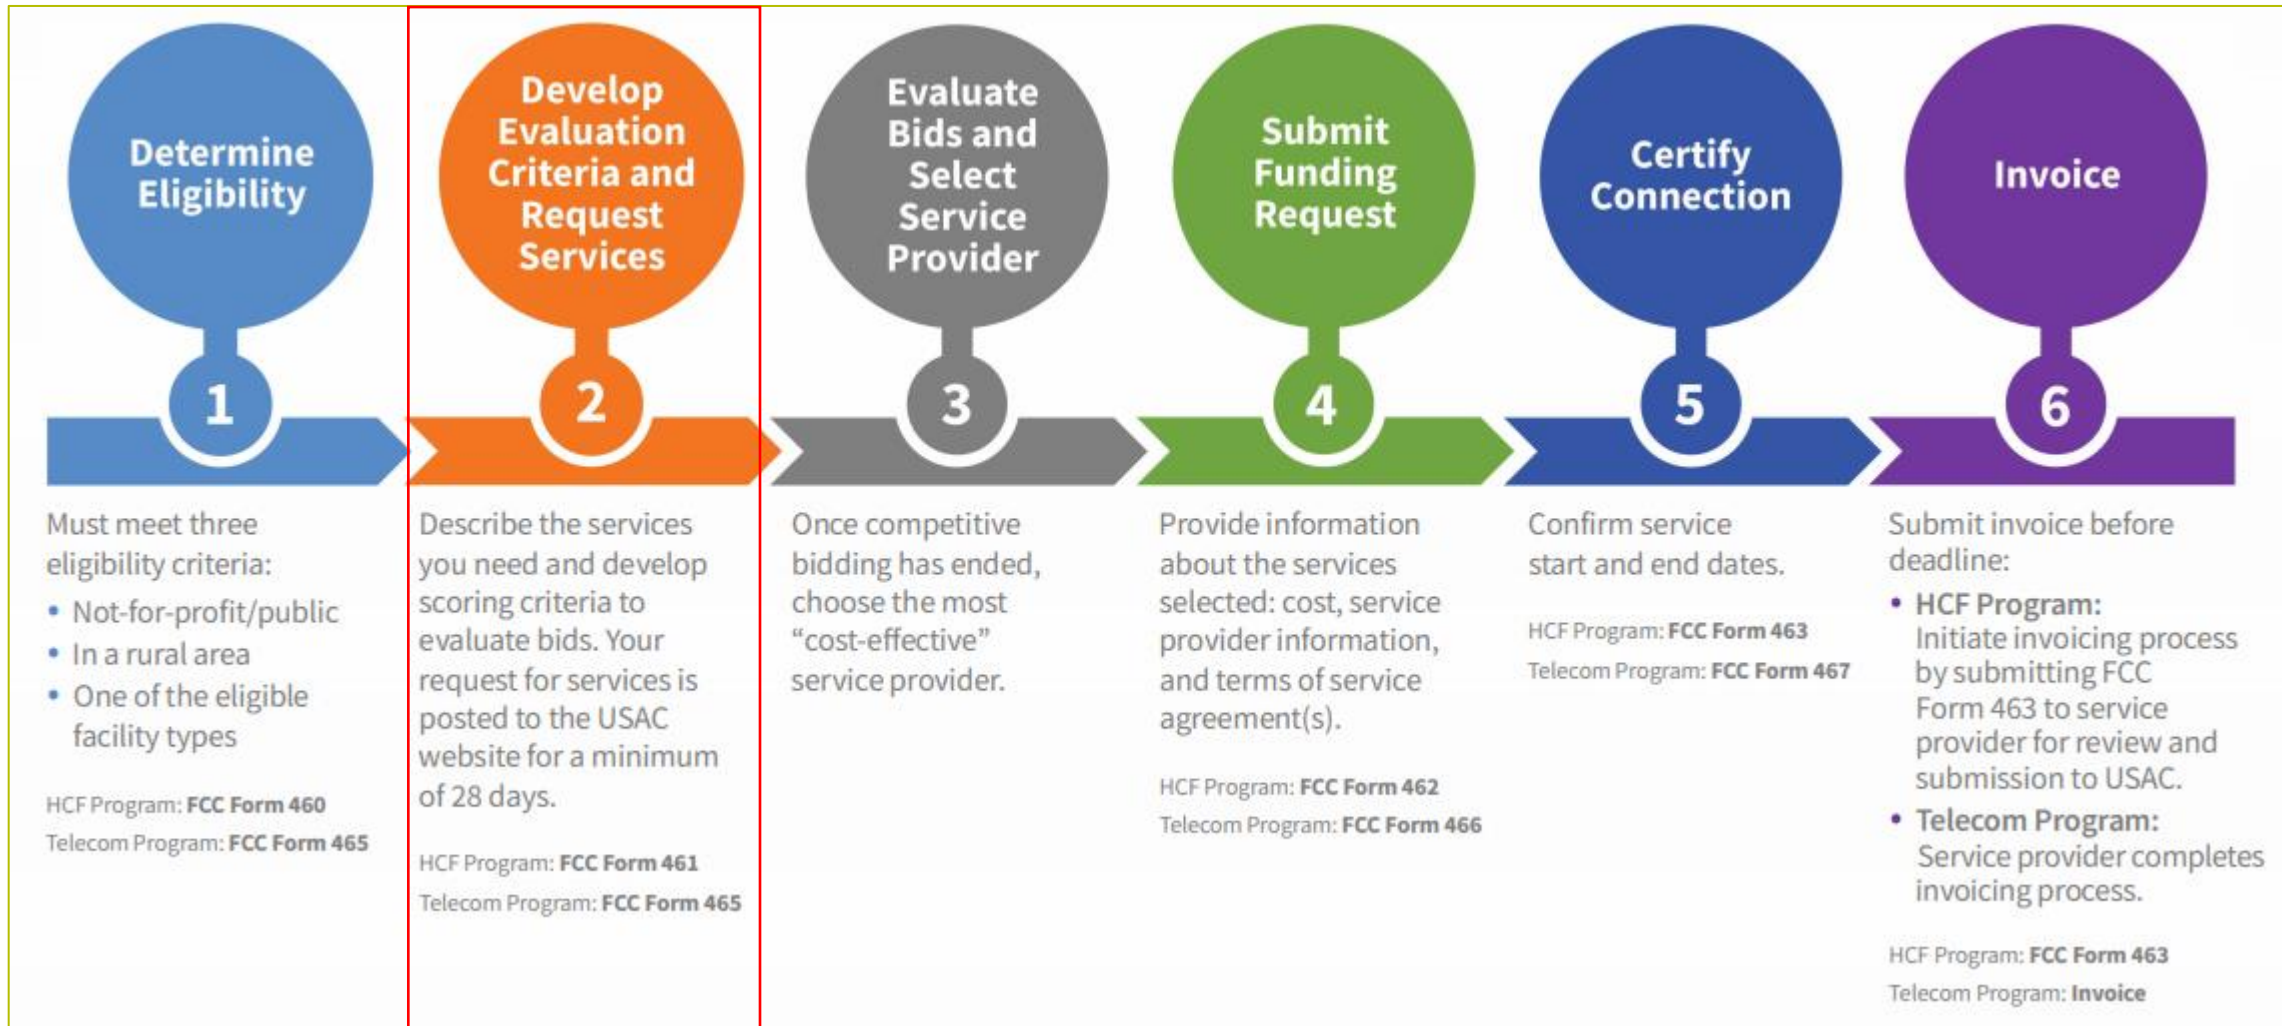 Determine
Eligibility
1
Must meet three
eligibility criteria:
• Not-for-profit/public
• In a rural area
• One of the eligible
facility types
HCF Program: FCC Form 460
Telecom Program: FCC Form 465
Develop
Evaluation
Criteria and
Request
Services
2
Describe the services
you need and develop
scoring criteria to
evaluate bids. Your
request for services is
posted to the USAC
website for a minimum
of 28 days.
HCF Program: FCC Form 461
Telecom Program: FCC Form 465
Evaluate
Bids and
Select
Service
Provider
3
Once competitive
bidding has ended,
choose the most
“cost-effective”
service provider.
Submit
Funding
Request
4
Provide information
about the services
selected: cost, service
provider information,
and terms of service
agreement(s).
HCF Program: FCC Form 462
Telecom Program: FCC Form 466
Certify
Connection
5
Confirm service
start and end dates.
HCF Program: FCC Form 463
Telecom Program: FCC Form 467
Invoice
6
Submit invoice before
deadline:
• HCF Program:
Initiate invoicing process
by submitting FCC
Form 463 to service
provider for review and
submission to USAC.
• Telecom Program:
Service provider completes
invoicing process.
HCF Program: FCC Form 463
Telecom Program: Invoice